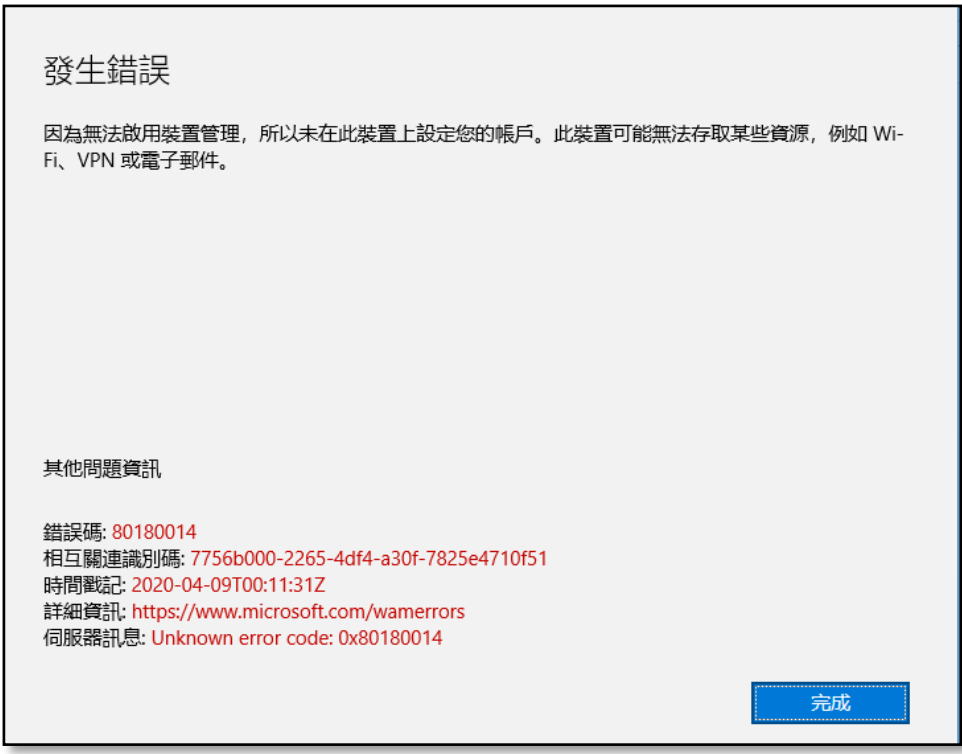 發生錯誤
因為無法啟用裝置管理，所以未在此裝置上設定您的帳戶。此裝置可能無法存取某些資源，例如 Wi-
Fi、VPN 或電子郵件。
其他問題資訊
錯誤碼: 80180014
相互關連識別碼: 7756b000-2265-4df4-a30f-7825e4710f51
時間戳記: 2020-04-09T00:11:31Z
詳細資訊: https://www.microsoft.com/wamerrors
伺服器訊息: Unknown error code: 0x80180014
完成